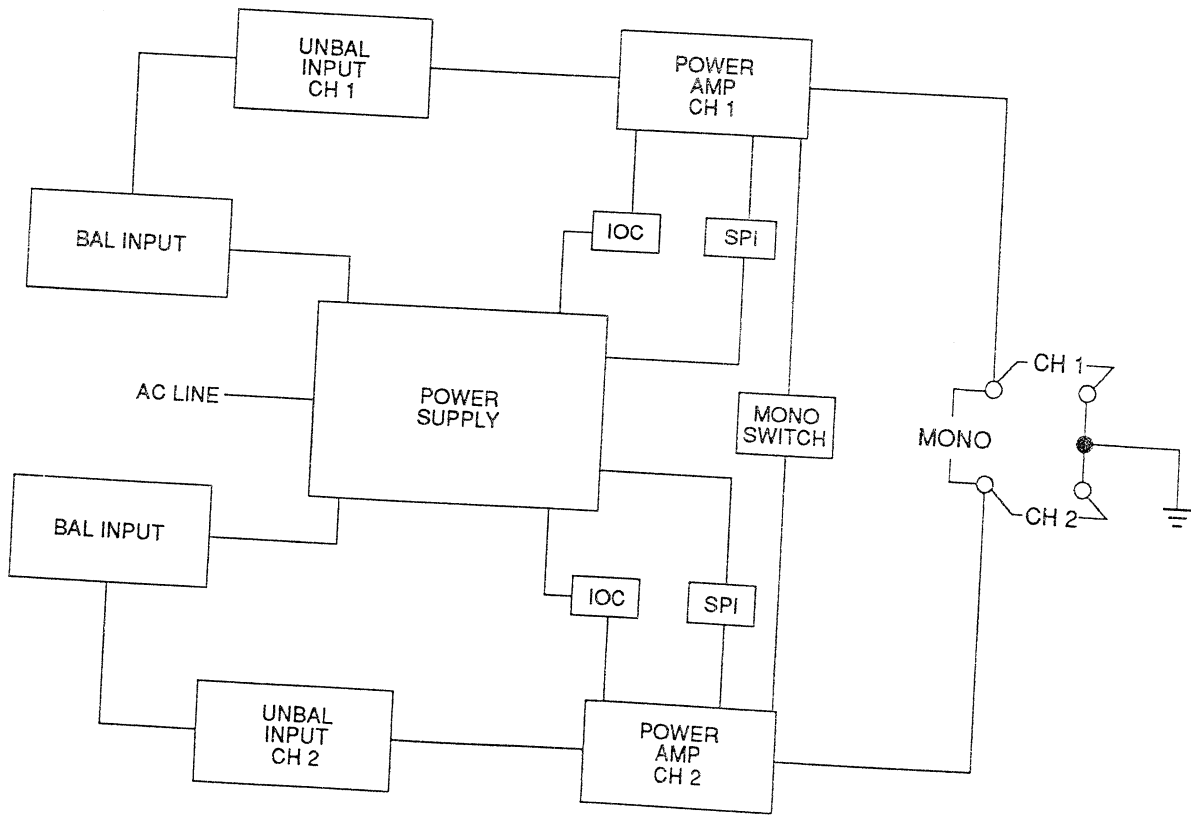 UNBAL
INPUT
CH 1
POWER
AMP
CH 1
BAL INPUT
IOC
SPI
AC LINE
POWER
SUPPLY
MONO
SWITCH
CH 1
MONO
CH 2
BAL INPUT
IOC
SPI
UNBAL
INPUT
CH 2
POWER
AMP
CH 2